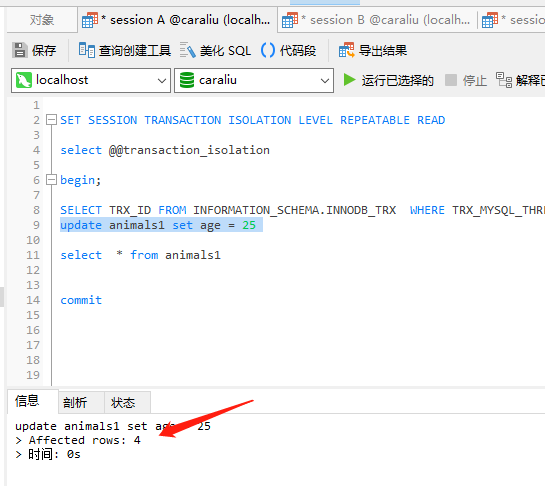 对象 * session A @caraliu (localh... * session B @caraliu (localh... * sessio
保存 查询创建工具 美化 SQL () 代码段 导出结果
localhost caraliu 运行已选择的 停止 解释已
1
2 SET SESSION TRANSACTION ISOLATION LEVEL REPEATABLE READ
3
4 select @@transaction_isolation
5
6 begin;
7
8 SELECT TRX_ID FROM INFORMATION_SCHEMA.INNODB_TRX WHERE TRX_MYSQL_THR
9 update animals1 set age = 25
10
11 select * from animals1
12
13
14 commit
15
16
17
18
19
信息 剖析 状态
update animals1 set age 25
> Affected rows: 4
> 时间: 0s